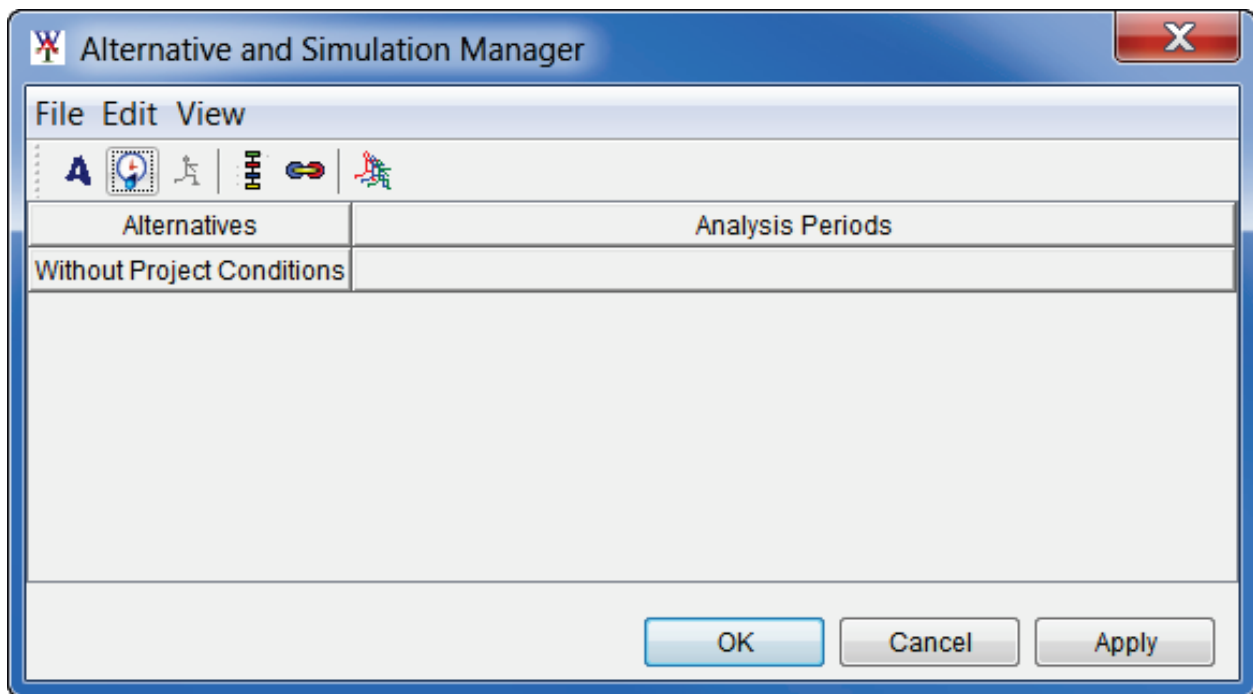 Alternative and Simulation Manager
File Edit View
Alternatives Analysis Periods
Without Project Conditions
OK Cancel Apply